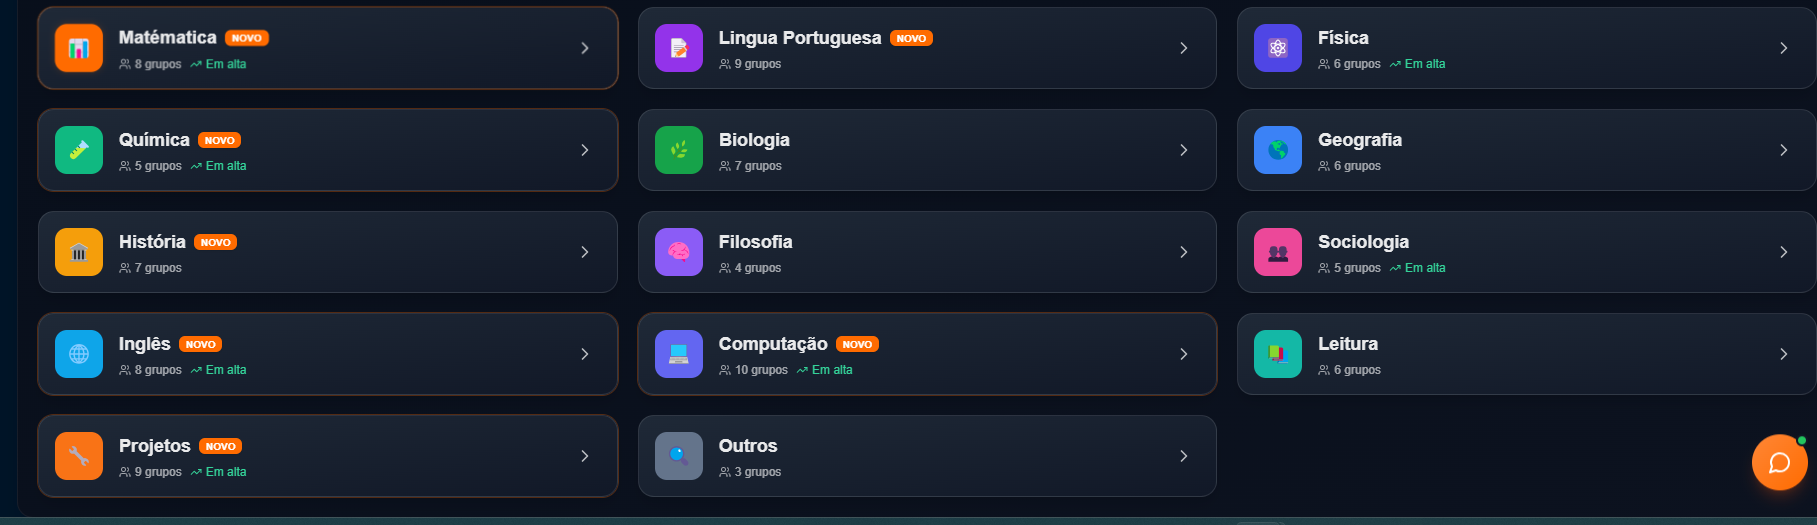 Matématica NOVO
8 grupos Em alta
Lingua Portuguesa NOVO
9 grupos
Física
6 grupos Em alta
Química NOVO
5 grupos Em alta
Biologia
7 grupos
Geografia
6 grupos
História NOVO
7 grupos
Filosofia
4 grupos
Sociologia
5 grupos Em alta
Inglês NOVO
8 grupos Em alta
Computação NOVO
10 grupos Em alta
Leitura
6 grupos
Projetos NOVO
9 grupos Em alta
Outros
3 grupos